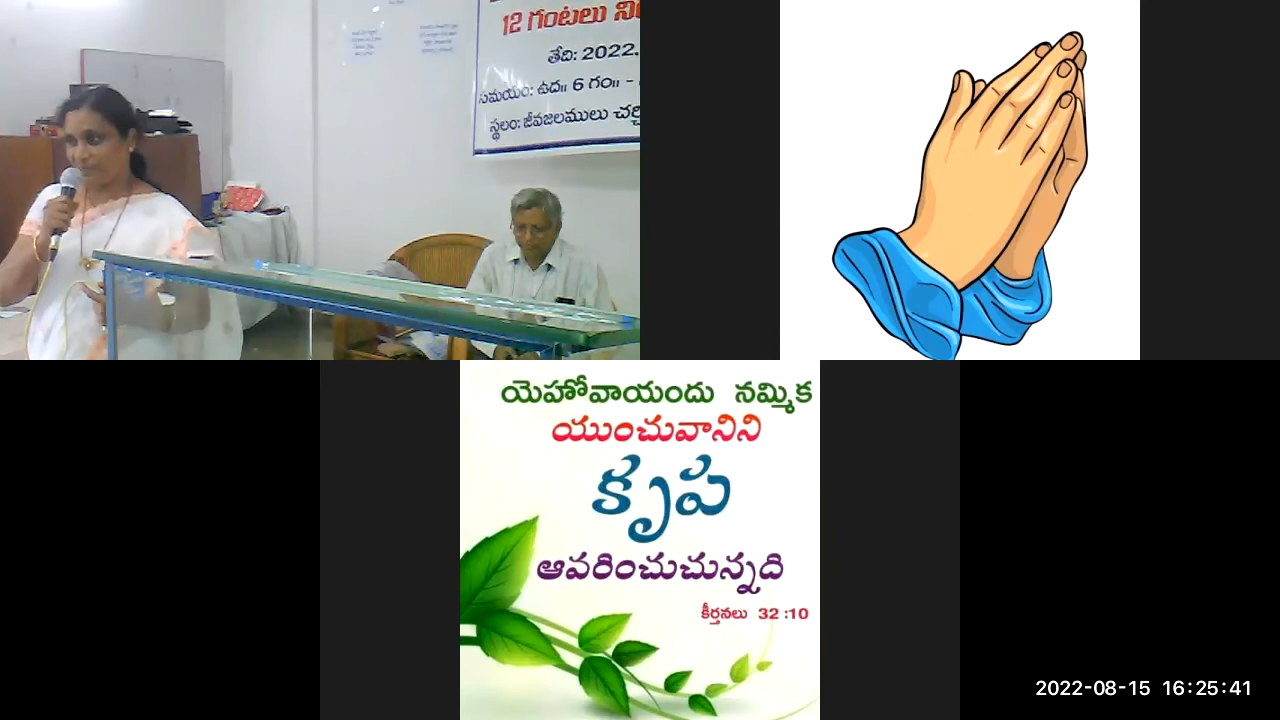 12 గంటలు
తేది: 2022.
సమయం: ఉద॥ 6 గం॥ -
స్థలం: జీవజలములు
యెహోవాయందు నమ్మిక
యుంచువానిని
కృప
ఆవరించుచున్నది
కీర్తనలు 32 :10
2022-08-15 16:25:41